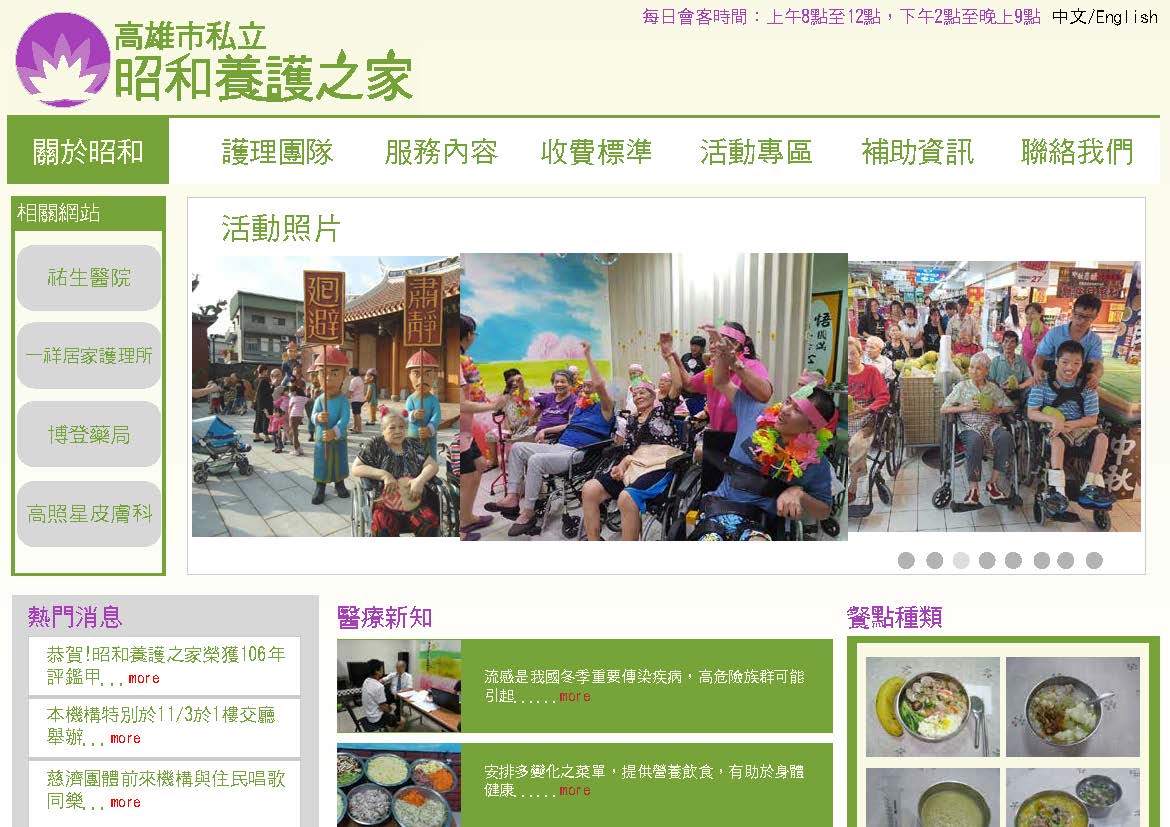 每日會客時間：上午8點至12點，下午2點至晚上9點 中文/English
高雄市私立
昭和養護之家
關於昭和 護理團隊 服務內容 收費標準 活動專區 補助資訊 聯絡我們
相關網站
祐生醫院
一祥居家護理所
博登藥局
高照星皮膚科
活動照片
迴避
肅靜
27
中秋
熱門消息
恭賀!昭和養護之家榮獲106年
評鑑甲...more
本機構特別於11/3於1樓交廳
舉辦...more
慈濟團體前來機構與住民唱歌
同樂...more
醫療新知
流感是我國冬季重要傳染疾病，高危險族群可能
引起......more
安排多變化之菜單，提供營養飲食，有助於身體
健康......more
餐點種類